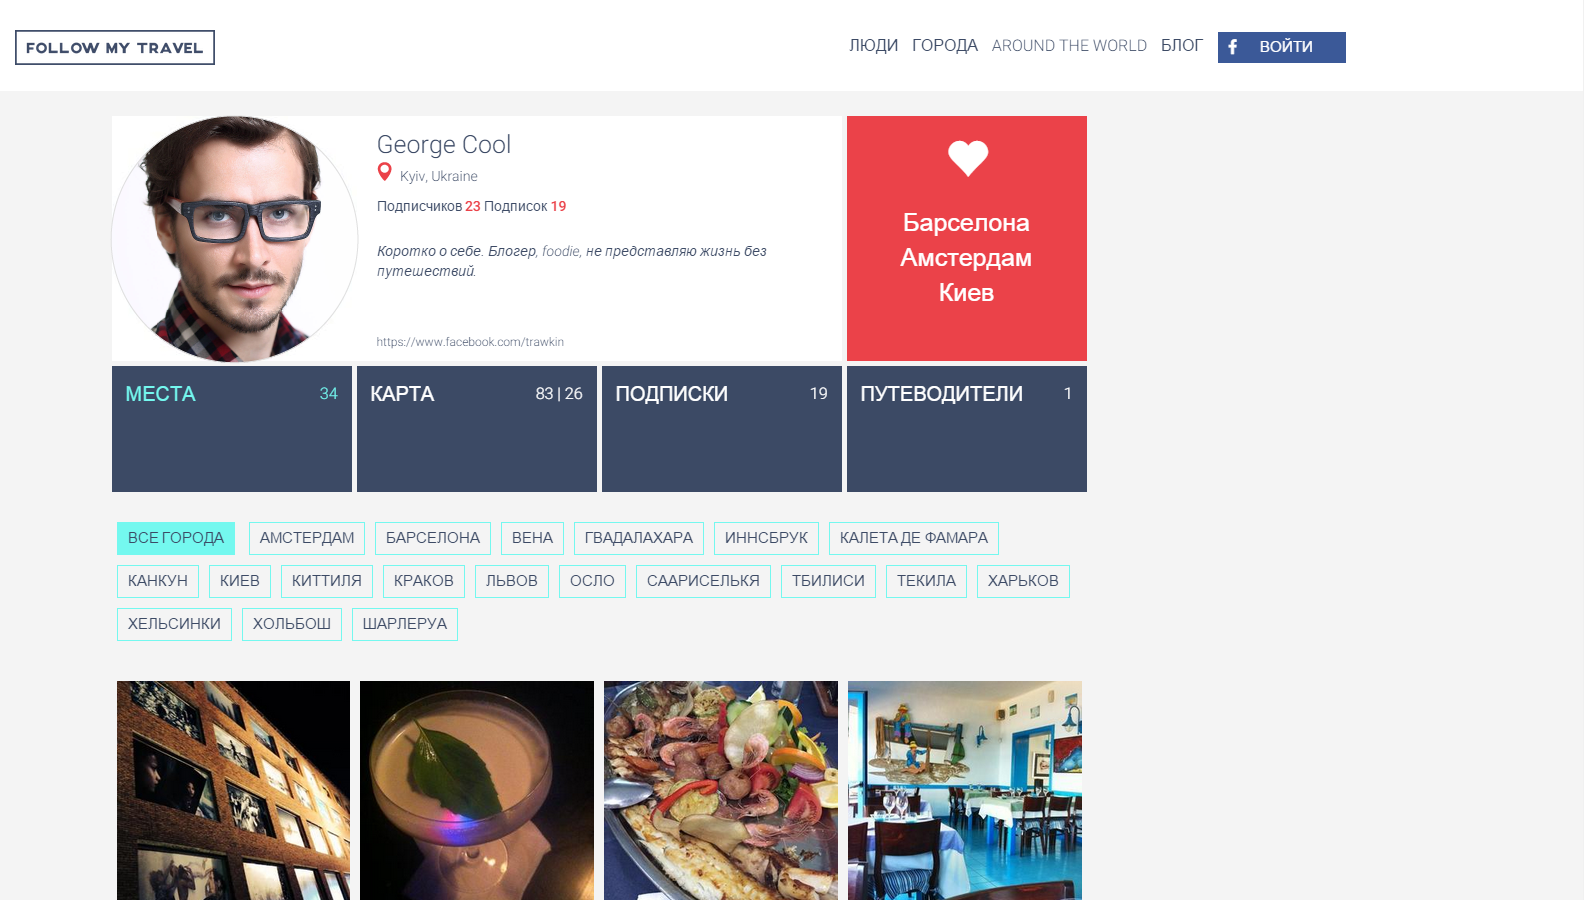 FOLLOW MY TRAVEL
ЛЮДИ ГОРОДА AROUND THE WORLD БЛОГ ВОЙТИ
George Cool
Kyiv, Ukraine
Подписчиков 23 Подписок 19
Коротко о себе. Блогер, foodie, не представляю жизнь без
путешествий.
https://www.facebook.com/trawkin
Барселона
Амстердам
Киев
МЕСТА 34
КАРТА 83 | 26
ПОДПИСКИ 19
ПУТЕВОДИТЕЛИ 1
ВСЕ ГОРОДА АМСТЕРДАМ БАРСЕЛОНА ВЕНА ГВАДАЛАХАРА ИННСБРУК КАЛЕТА ДЕ ФАМАРА
КАНКУН КИЕВ КИТТИЛЯ КРАКОВ ЛЬВОВ ОСЛО СААРИСЕЛЬКЯ ТБИЛИСИ ТЕКИЛА ХАРЬКОВ
ХЕЛЬСИНКИ ХОЛЬБОШ ШАРЛЕРУА